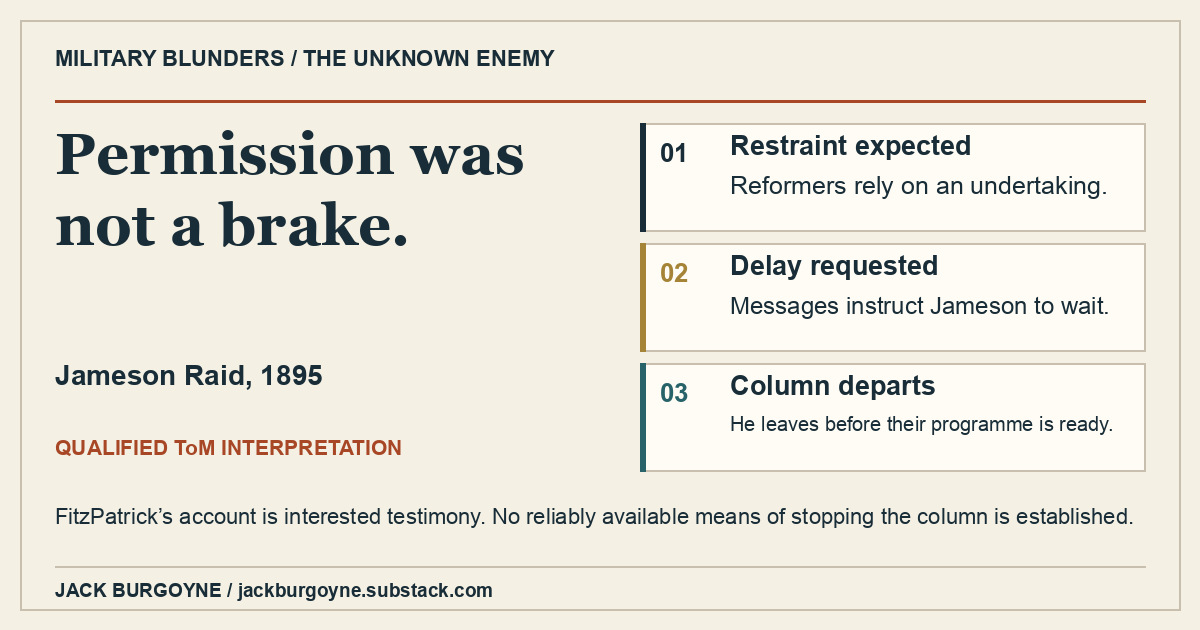 MILITARY BLUNDERS / THE UNKNOWN ENEMY
Permission was
not a brake.
Jameson Raid, 1895
QUALIFIED ToM INTERPRETATION
01
Restraint expected
Reformers rely on an undertaking.
02
Delay requested
Messages instruct Jameson to wait.
03
Column departs
He leaves before their programme is ready.
FitzPatrick’s account is interested testimony. No reliably available means of stopping the column is established.
JACK BURGOYNE / jackburgoyne.substack.com